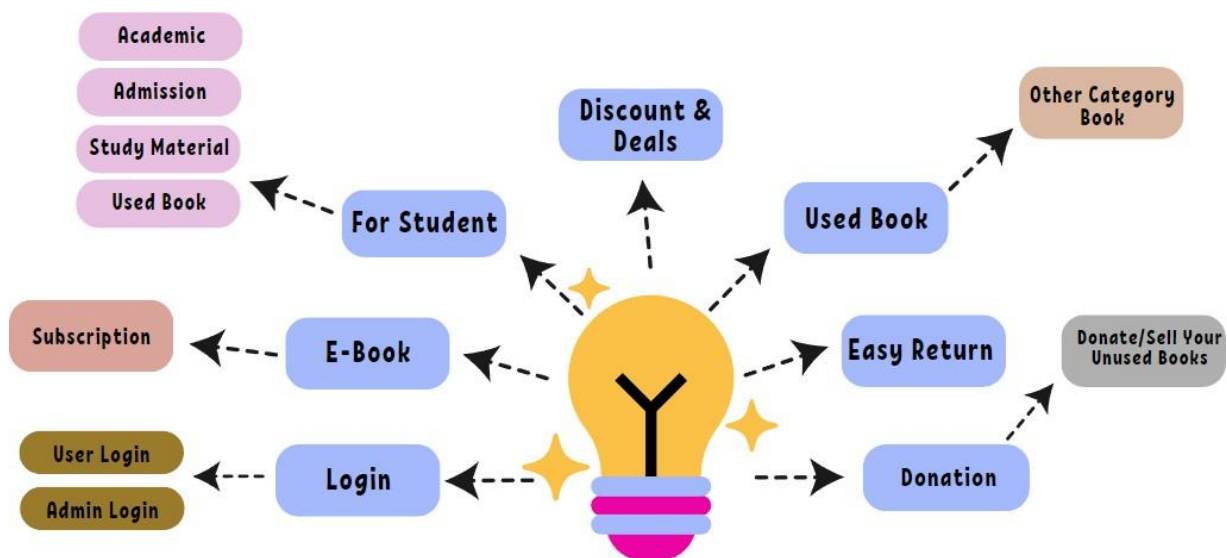 Academic
Admission
Study Material
Used Book
For Student
Discount &
Deals
Used Book
Other Category
Book
Subscription
E-Book
Easy Return
Donate/Sell Your
Unused Books
User Login
Admin Login
Login
Donation